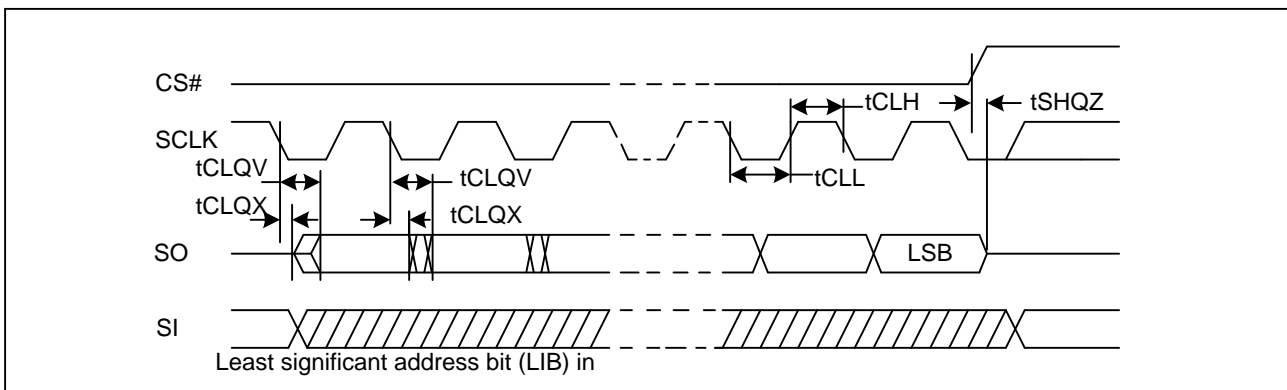 CS#
tCLH
tSHQZ
SCLK
tCLQV
tCLQV
tCLL
tCLQX
tCLQX
SO
LSB
SI
Least significant address bit (LIB) in